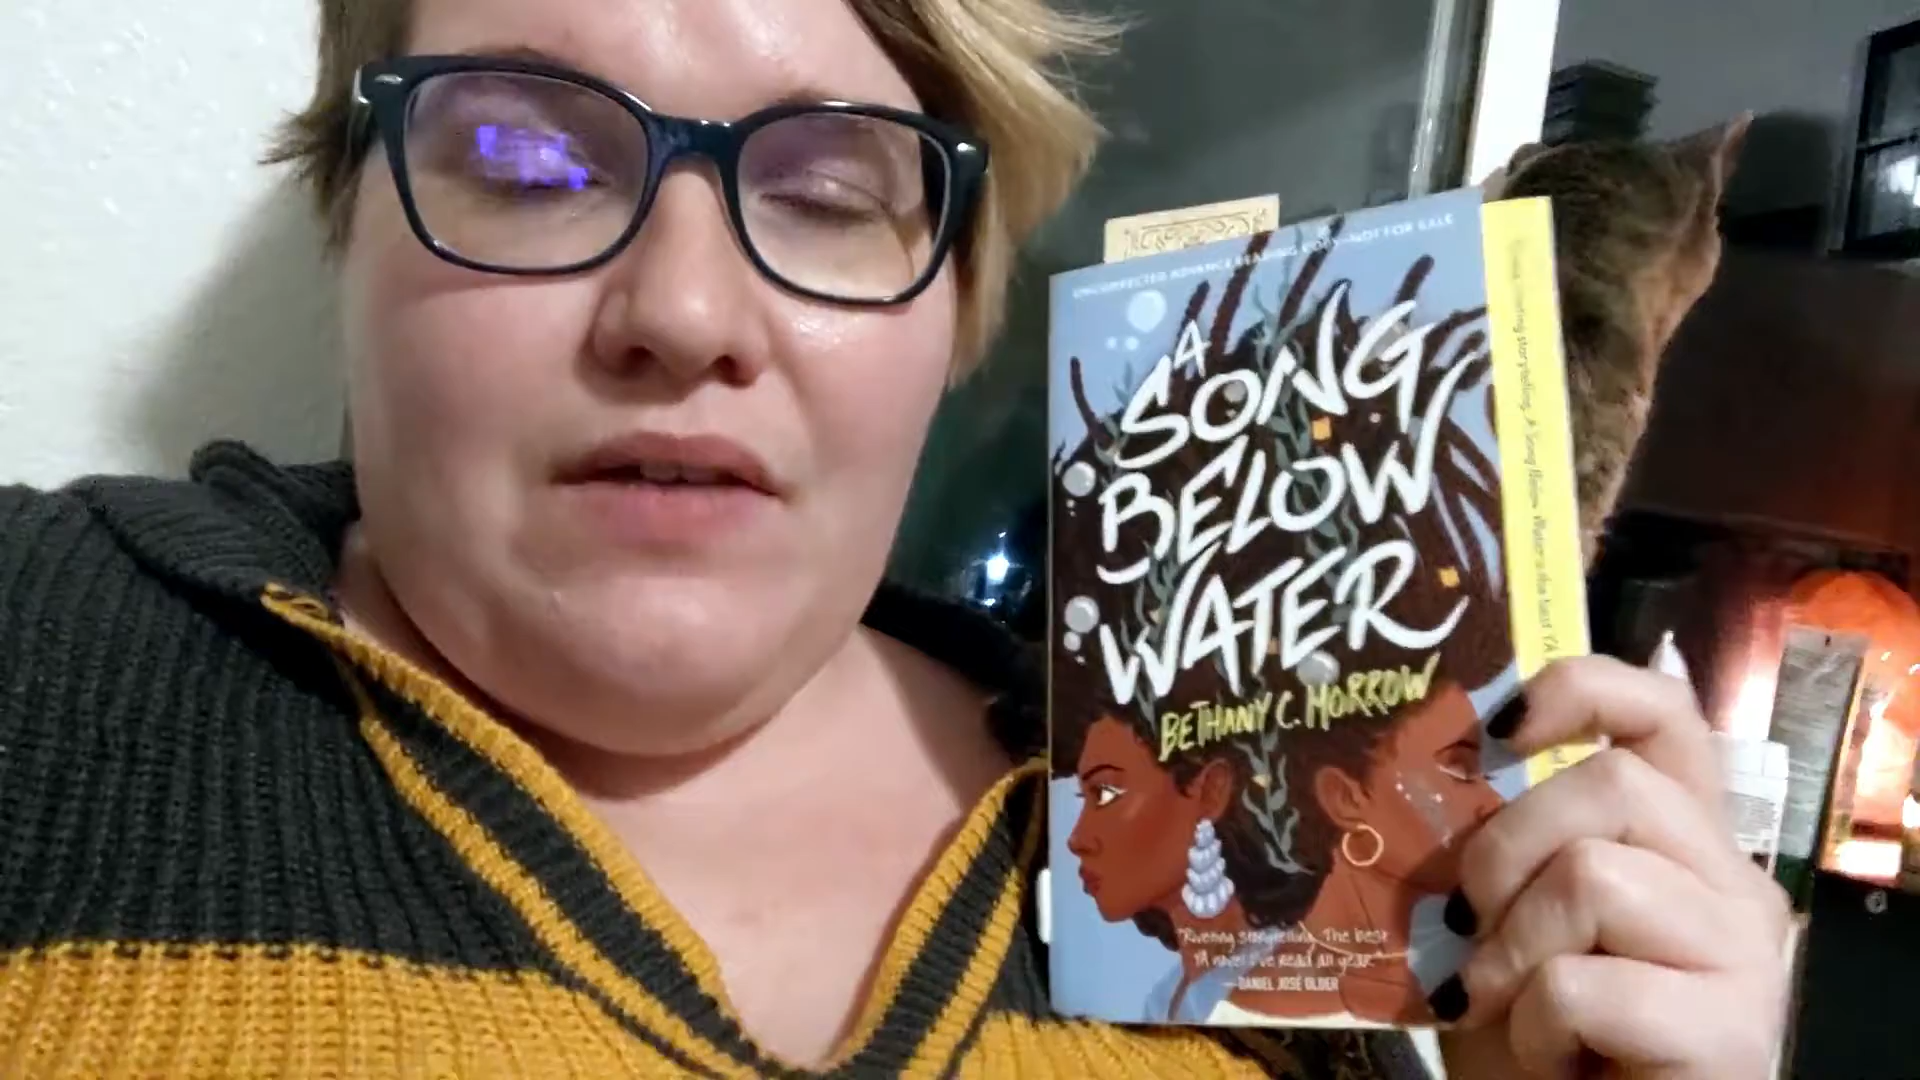 UNCORRECTED ADVANCE READING COPY—NOT FOR SALE
A
SONG
BELOW
WATER
BETHANY C. MORROW
"Riveting storytelling. The best
YA novel I've read all year."
—DANIEL JOSÉ OLDER